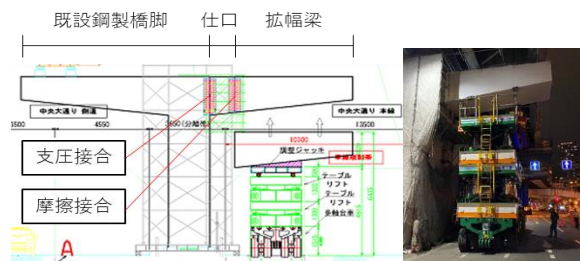 既設鋼製橋脚
仕口
拡幅梁
中央大通り 側道
中央大通り 本線
4550
13500
10300
調整ジャッキ
支圧接合
摩擦接合
テーブル
リフト
テーブル
リフト
多軸台車
A